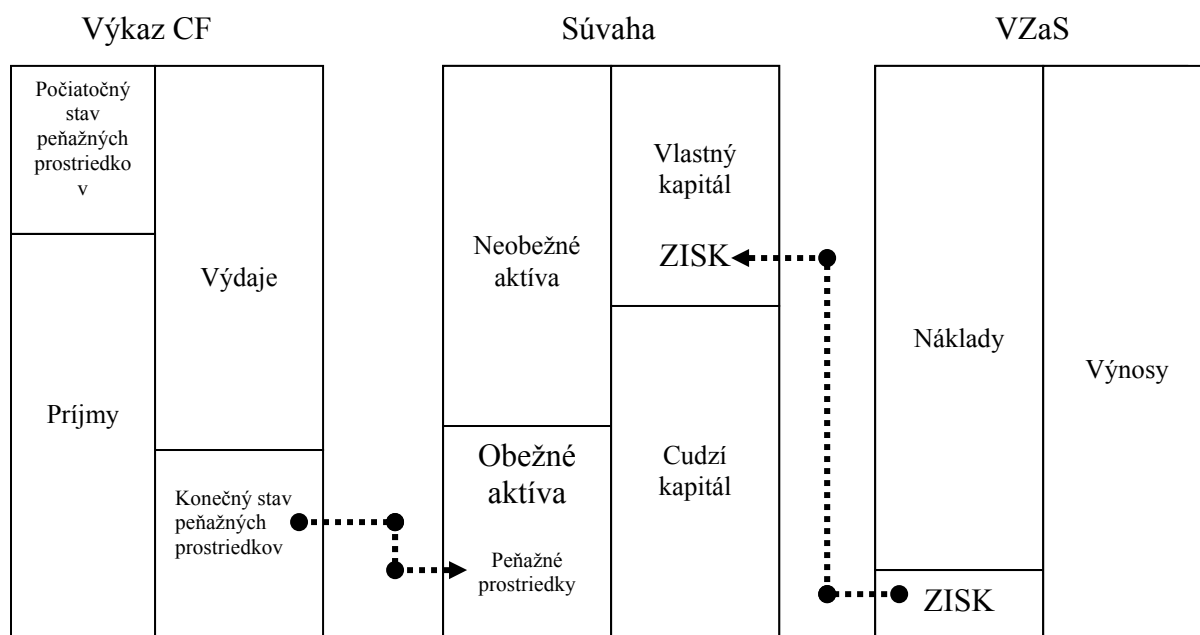 Výkaz CF
Súvaha
VZaS
Počiatočný
stav
peňažných
prostriedko
v
Výdaje
Príjmy
Konečný stav
peňažných
prostriedkov
Neobežné
aktíva
Vlastný
kapitál
ZISK
Obežné
aktíva
Peňažné
prostriedky
Cudzí
kapitál
Náklady
Výnosy
ZISK